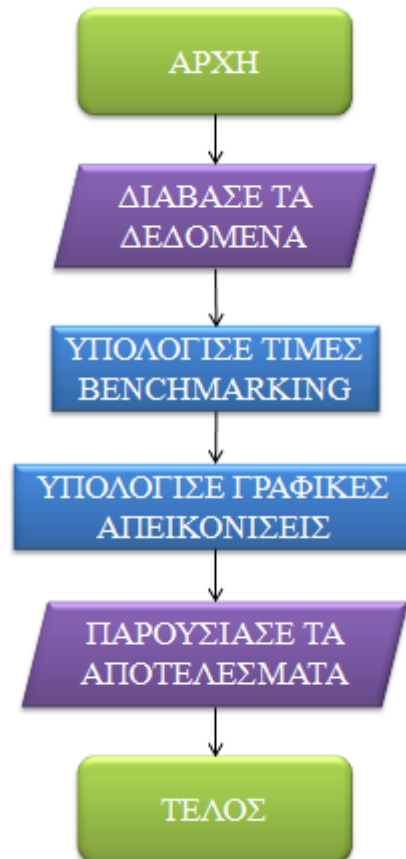 ΑΡΧΗ
ΔΙΑΒΑΣΕ ΤΑ
ΔΕΔΟΜΕΝΑ
ΥΠΟΛΟΓΙΣΕ ΤΙΜΕΣ
BENCHMARKING
ΥΠΟΛΟΓΙΣΕ ΓΡΑΦΙΚΕΣ
ΑΠΕΙΚΟΝΙΣΕΙΣ
ΠΑΡΟΥΣΙΑΣΕ ΤΑ
ΑΠΟΤΕΛΕΣΜΑΤΑ
ΤΕΛΟΣ